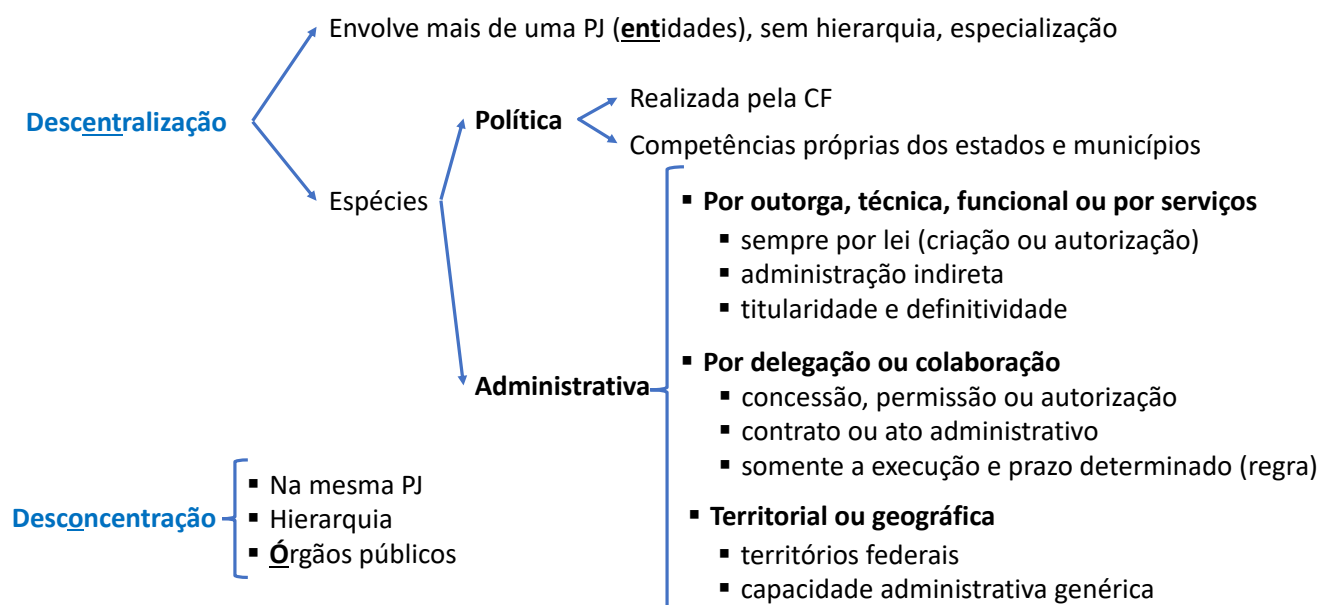 Envolve mais de uma PJ (entidades), sem hierarquia, especialização
Descentralização
Espécies
Política
Realizada pela CF
Competências próprias dos estados e municípios
Administrativa
▪ Por outorga, técnica, funcional ou por serviços
▪ sempre por lei (criação ou autorização)
▪ administração indireta
▪ titularidade e definitividade
▪ Por delegação ou colaboração
▪ concessão, permissão ou autorização
▪ contrato ou ato administrativo
▪ somente a execução e prazo determinado (regra)
▪ Territorial ou geográfica
▪ territórios federais
▪ capacidade administrativa genérica
Desconcentração
▪ Na mesma PJ
▪ Hierarquia
▪ Órgãos públicos